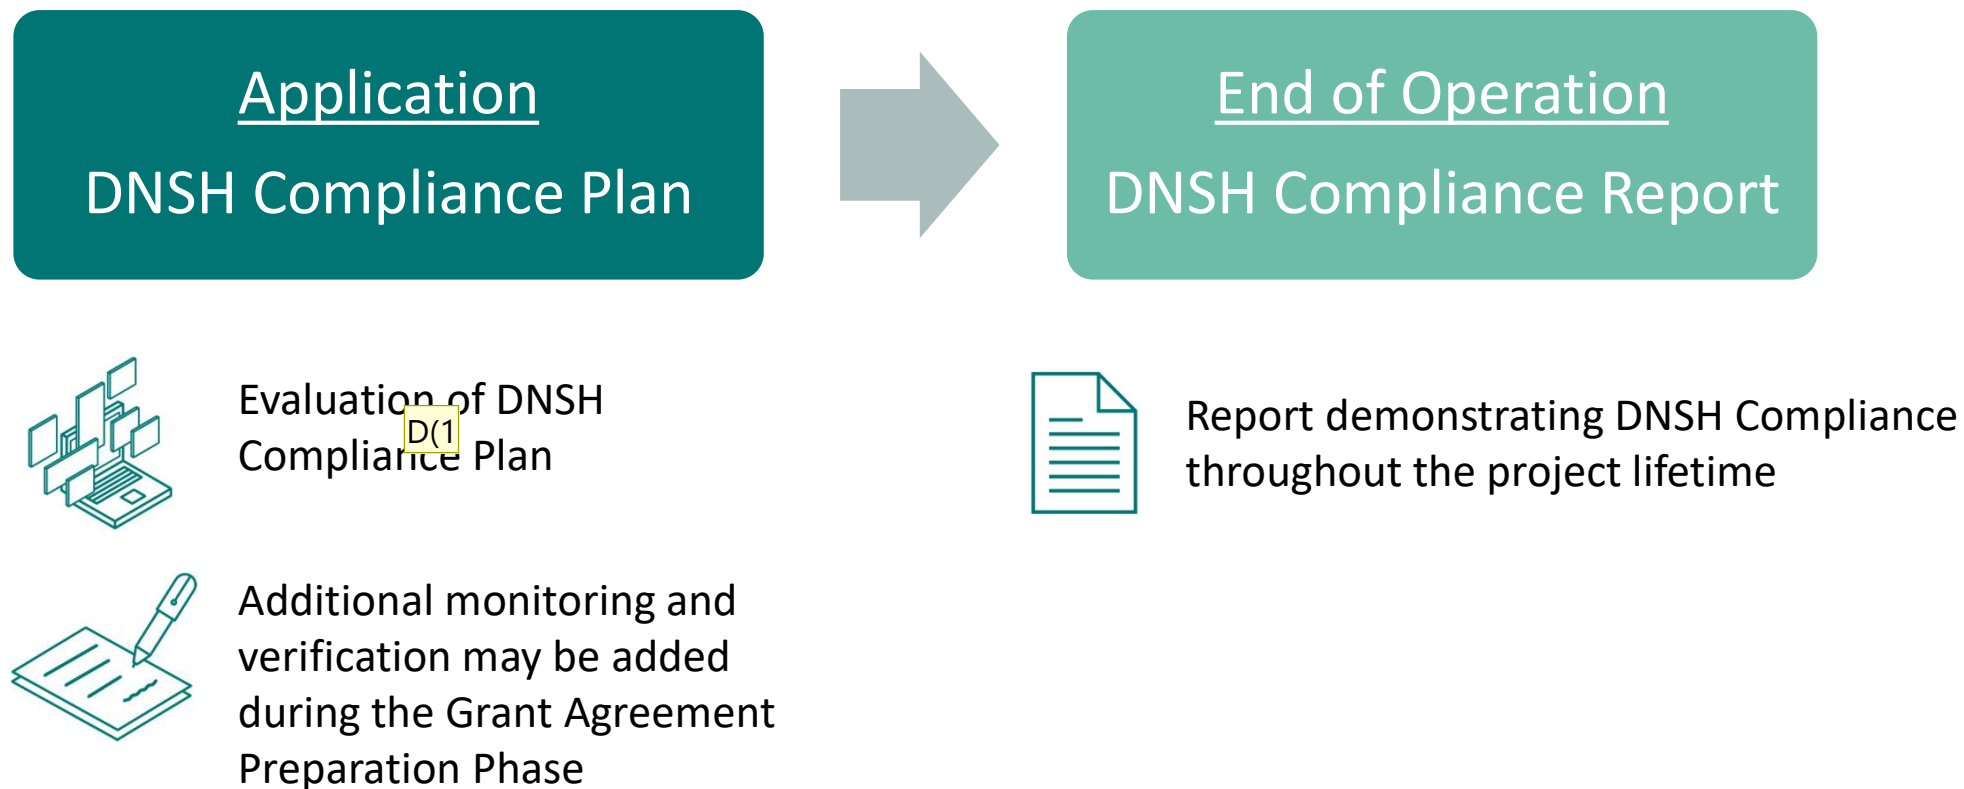 Application
DNSH Compliance Plan
End of Operation
DNSH Compliance Report
Evaluation of DNSH
Compliance Plan
D(1
Additional monitoring and
verification may be added
during the Grant Agreement
Preparation Phase
Report demonstrating DNSH Compliance
throughout the project lifetime